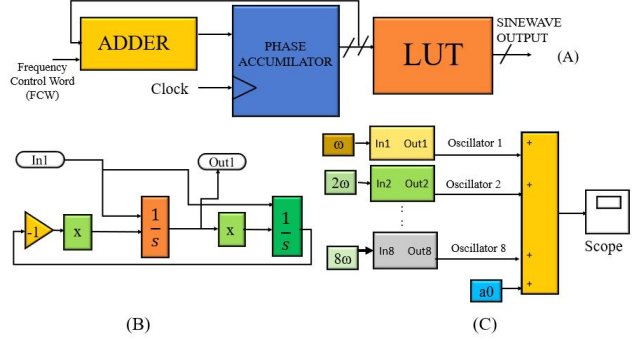 ADDER
Frequency
Control Word
(FCW)
PHASE
ACCUMILATOR
Clock
LUT
SINEWAVE
OUTPUT
(A)
In1
Out1
-1
x
1
s
x
1
s
(B)
ω
In1 Out1
Oscillator 1
2ω
In2 Out2
Oscillator 2
⋮
8ω
In8 Out8
Oscillator 8
a0
+
+
+
+
Scope
(C)